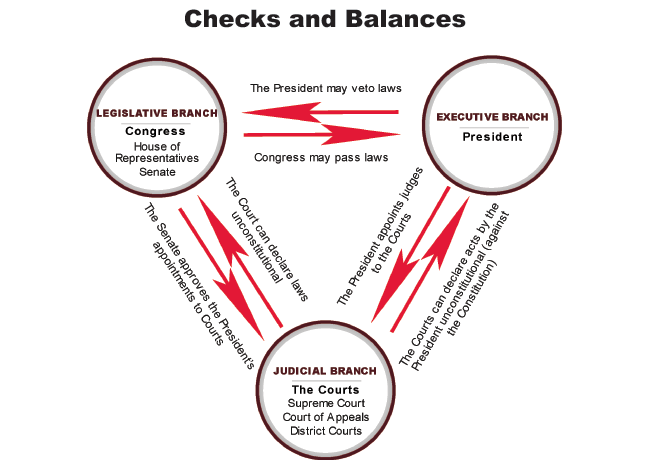 Checks and Balances
The President may veto laws
LEGISLATIVE BRANCH
Congress
House of
Representatives
Senate
EXECUTIVE BRANCH
President
Congress may pass laws
The Senate approves the President's
appointments to Courts
The Court can declare laws
unconstitutional
The President appoints judges
to the Courts
The Courts can declare acts by the
President unconstitutional (against
the Constitution)
JUDICIAL BRANCH
The Courts
Supreme Court
Court of Appeals
District Courts